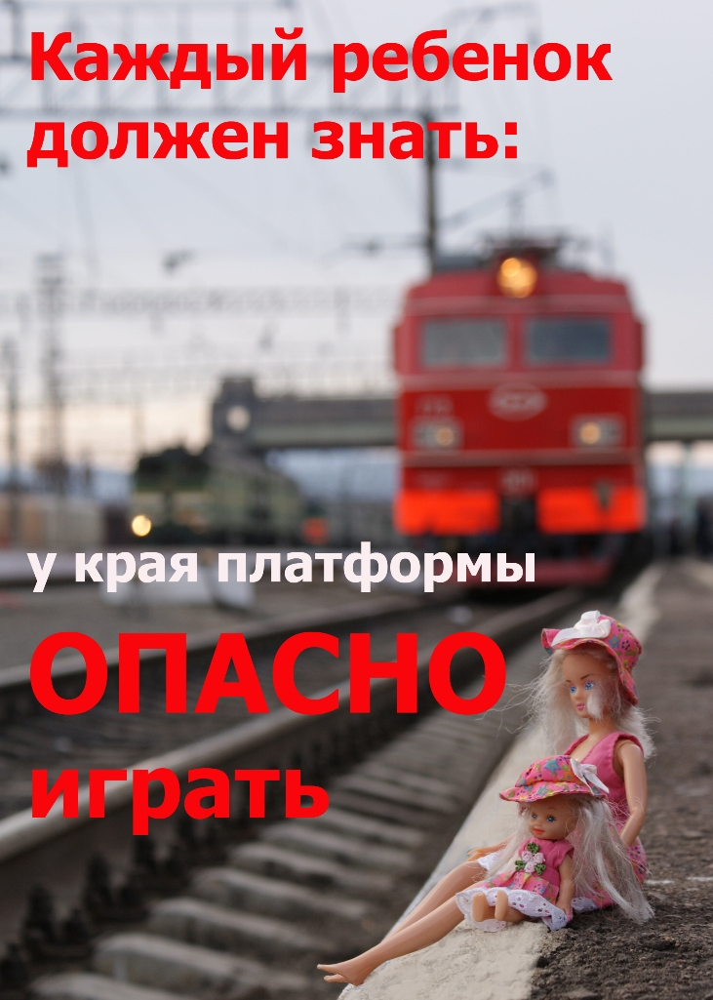 Каждый ребенок
должен знать:
у края платформы
ОПАСНО
играть